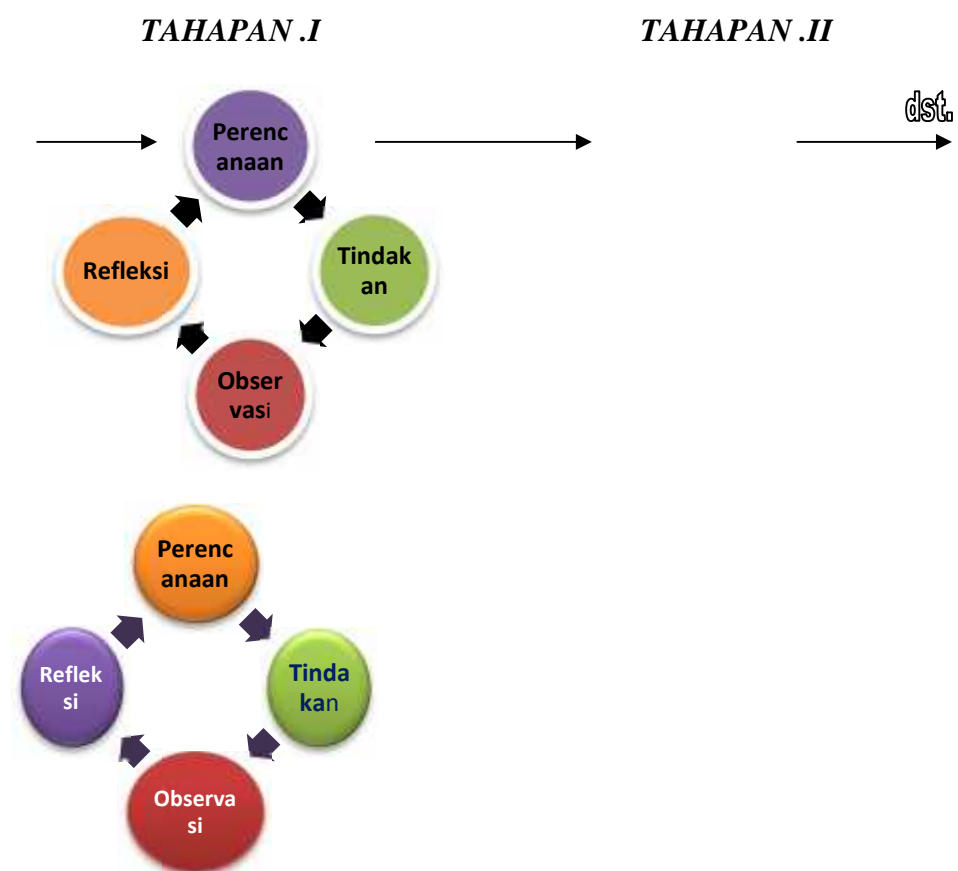 TAHAPAN .I
TAHAPAN .II
dst.
Perenc
anaan
Refleksi
Tindak
an
Obser
vasi
Perenc
anaan
Reflek
si
Tinda
kan
Observa
si